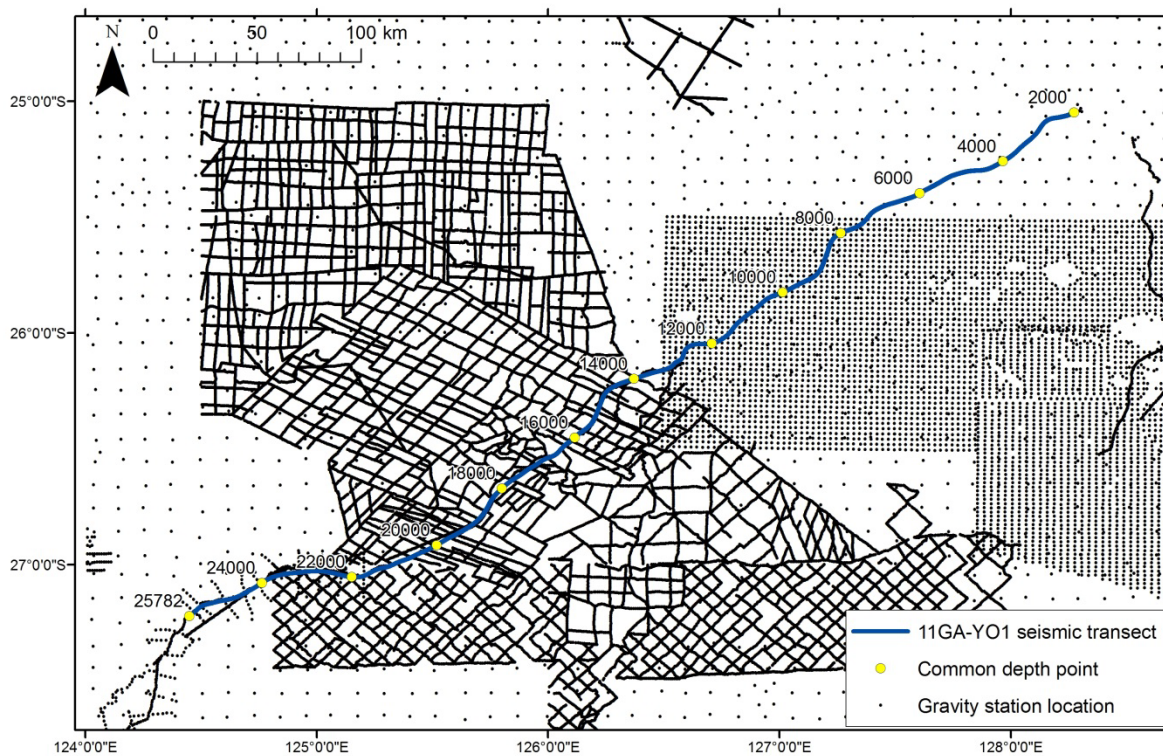 N
0 50 100 km
25°0'0"S
2000
4000
6000
8000
10000
26°0'0"S
12000
14000
16000
18000
20000
27°0'0"S
22000
24000
25782
11GA-YO1 seismic transect
Common depth point
Gravity station location
124°0'0"E 125°0'0"E 126°0'0"E 127°0'0"E 128°0'0"E